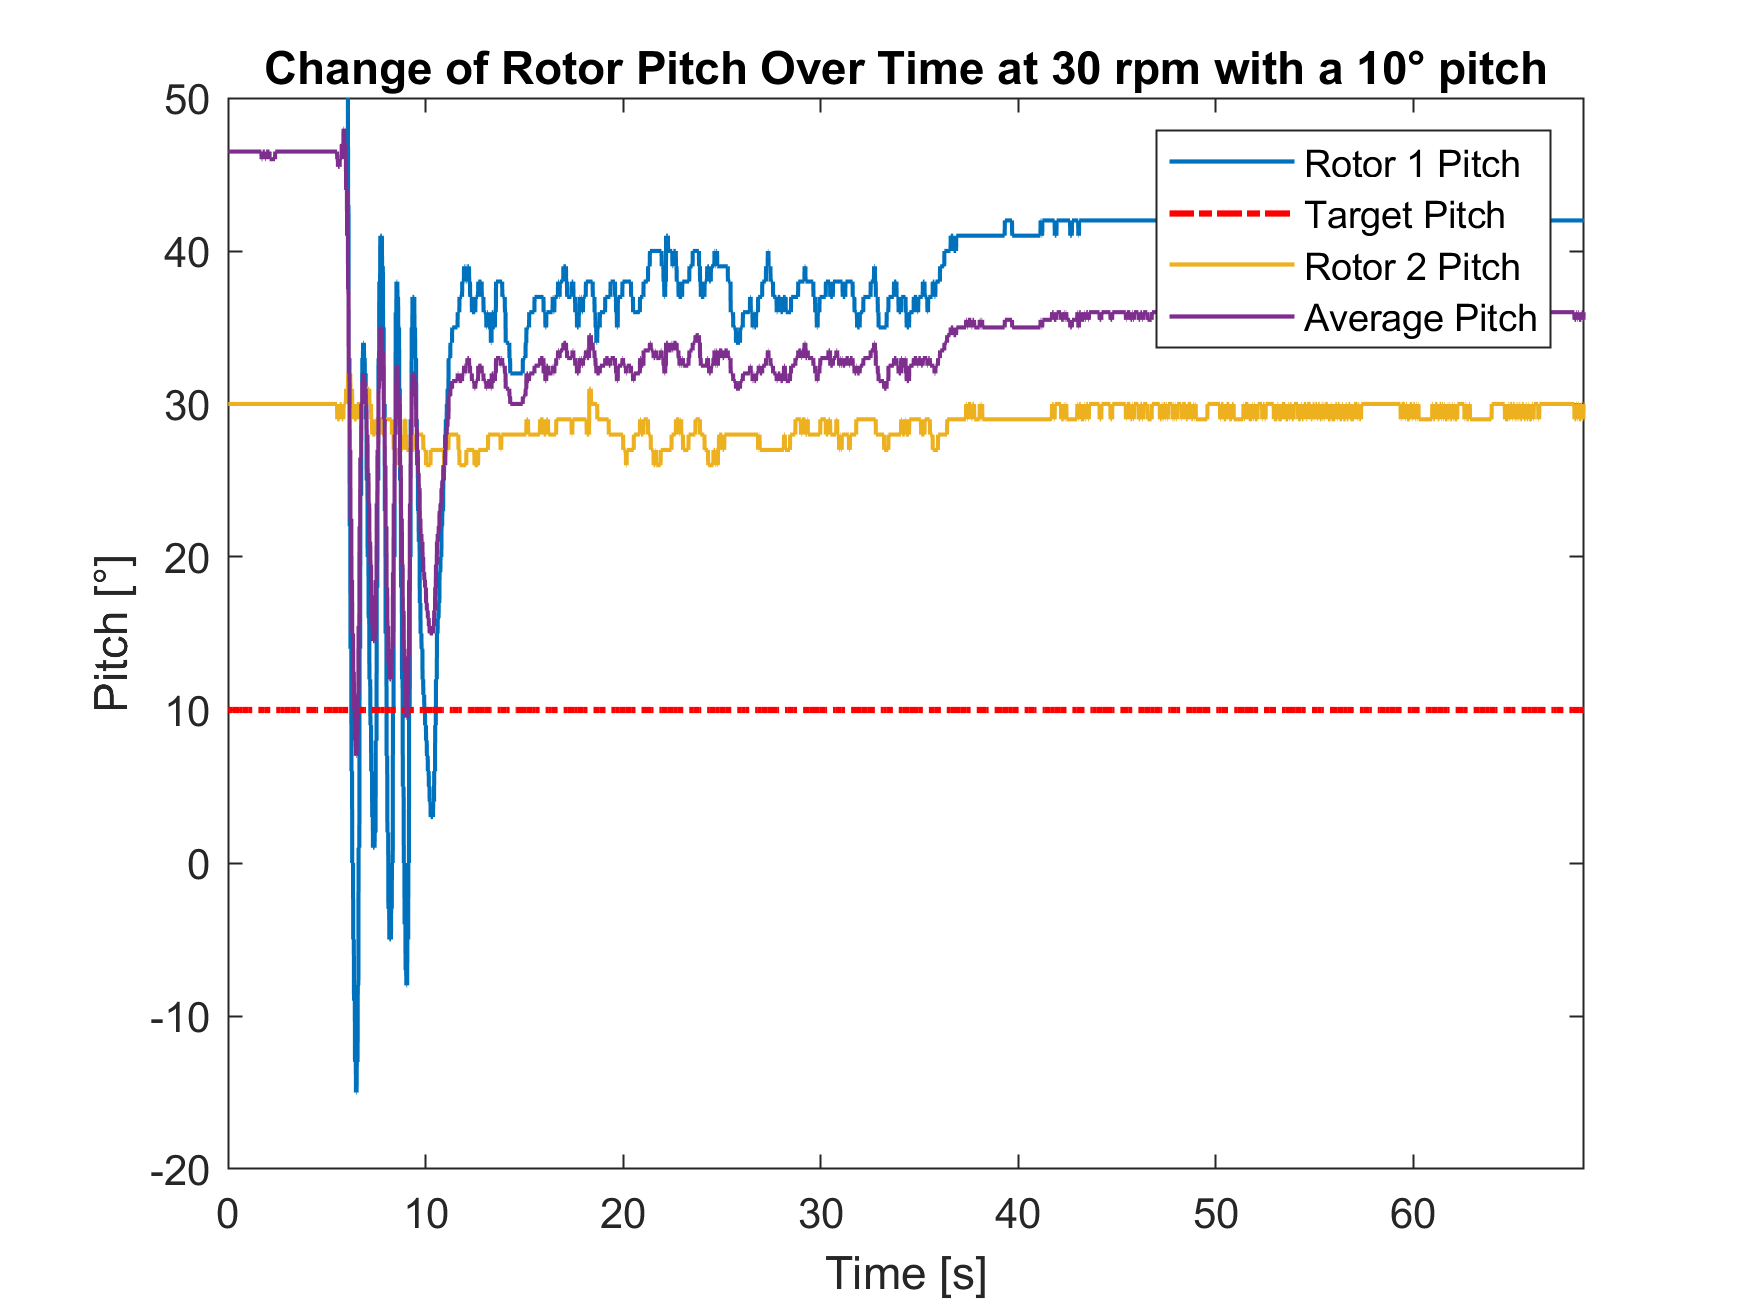 Change of Rotor Pitch Over Time at 30 rpm with a 10° pitch
50
40
30
20
10
0
-10
-20
Pitch [°]
Rotor 1 Pitch
Target Pitch
Rotor 2 Pitch
Average Pitch
0 10 20 30 40 50 60
Time [s]